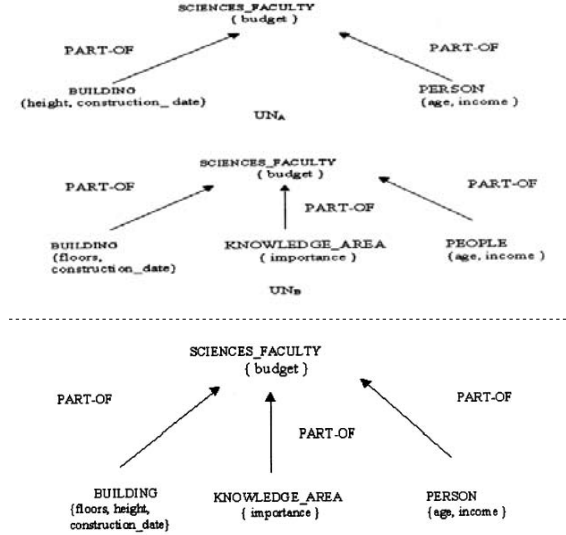 SCIENCES_FACULTY
{ budget }
PART-OF
PART-OF
BUILDING
{height, construction_ date}
PERSON
{age, income }
UNA
SCIENCES_FACULTY
{ budget }
PART-OF
PART-OF
PART-OF
BUILDING
{floors,
construction_date}
KNOWLEDGE_AREA
{ importance }
PEOPLE
{age, income }
UNB
SCIENCES_FACULTY
{ budget }
PART-OF
PART-OF
PART-OF
BUILDING
{floors, height,
construction_date}
KNOWLEDGE_AREA
{ importance }
PERSON
{age, income }